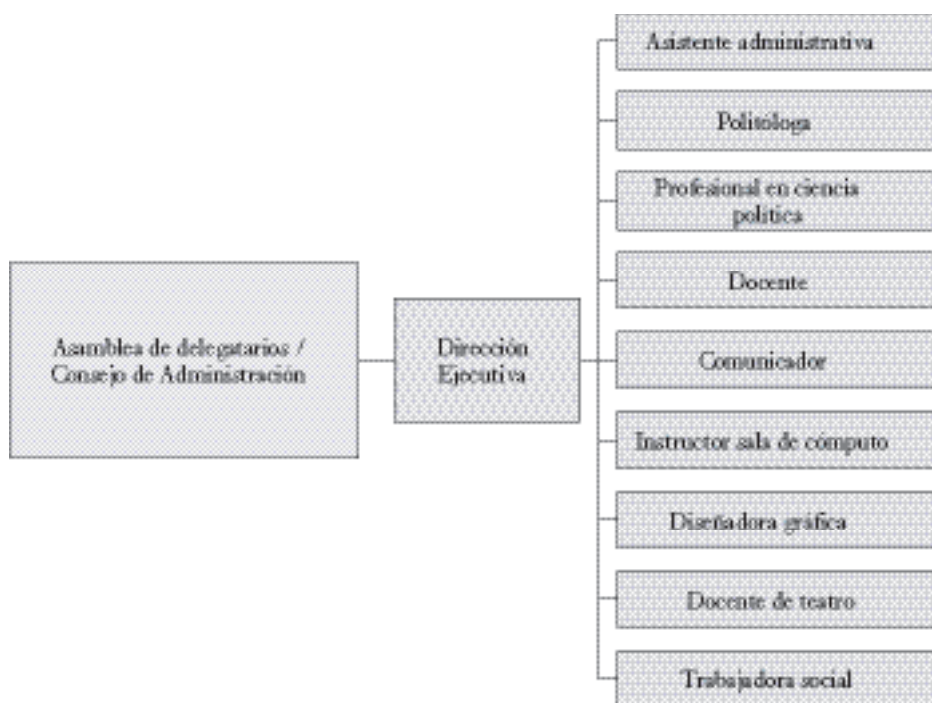 Asistente administrativa
Politóloga
Profesional en ciencia
política
Docente
Asamblea de delegatarios /
Consejo de Administración
Dirección
Ejecutiva
Comunicador
Instructor sala de cómputo
Diseñadora gráfica
Docente de teatro
Trabajadora social